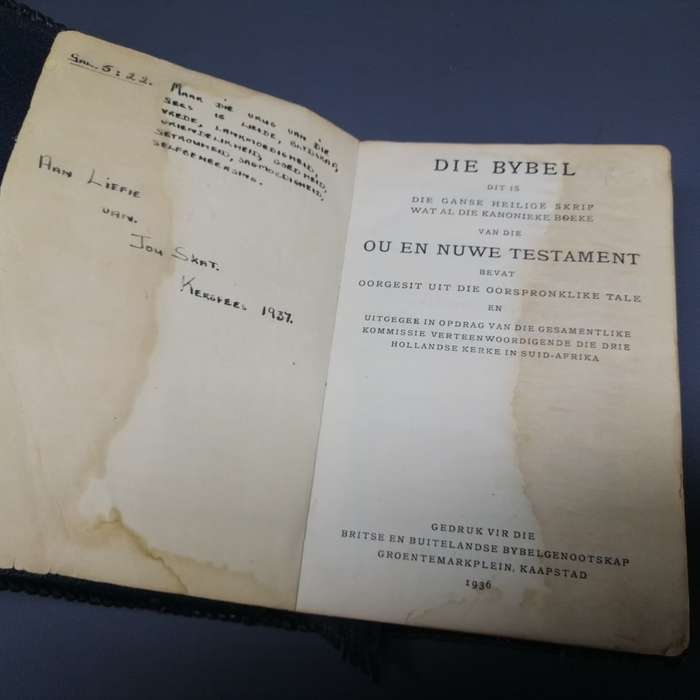 Gal. 5:22.
Maar die vrug van die
Gees is liefde, blydskap,
vrede, lankmoedigheid,
vriendelikheid, goedheid,
getrouheid, sagmoedigheid,
selfbeheersing.
Aan Liefie
van.
Jou Skat.
Kersfees 1937.
DIE BYBEL
DIT IS
DIE GANSE HEILIGE SKRIF
WAT AL DIE KANONIEKE BOEKE
VAN DIE
OU EN NUWE TESTAMENT
BEVAT
OORGESIT UIT DIE OORSPRONKLIKE TALE
EN
UITGEGEE IN OPDRAG VAN DIE GESAMENTLIKE
KOMMISSIE VERTEENWOORDIGENDE DIE DRIE
HOLLANDSE KERKE IN SUID-AFRIKA
GEDRUK VIR DIE
BRITSE EN BUITELANDSE BYBELGENOOTSKAP
GROENTEMARKPLEIN, KAAPSTAD
1936